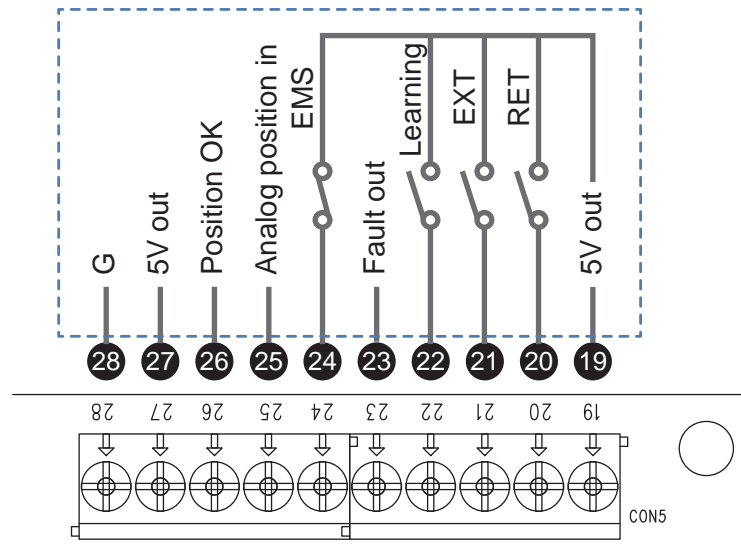 G
5V out
Position OK
Analog position in
EMS
Fault out
Learning
EXT
RET
5V out
28 27 26 25 24 23 22 21 20 19
28 27 26 25 24 23 22 21 20 19
CON5